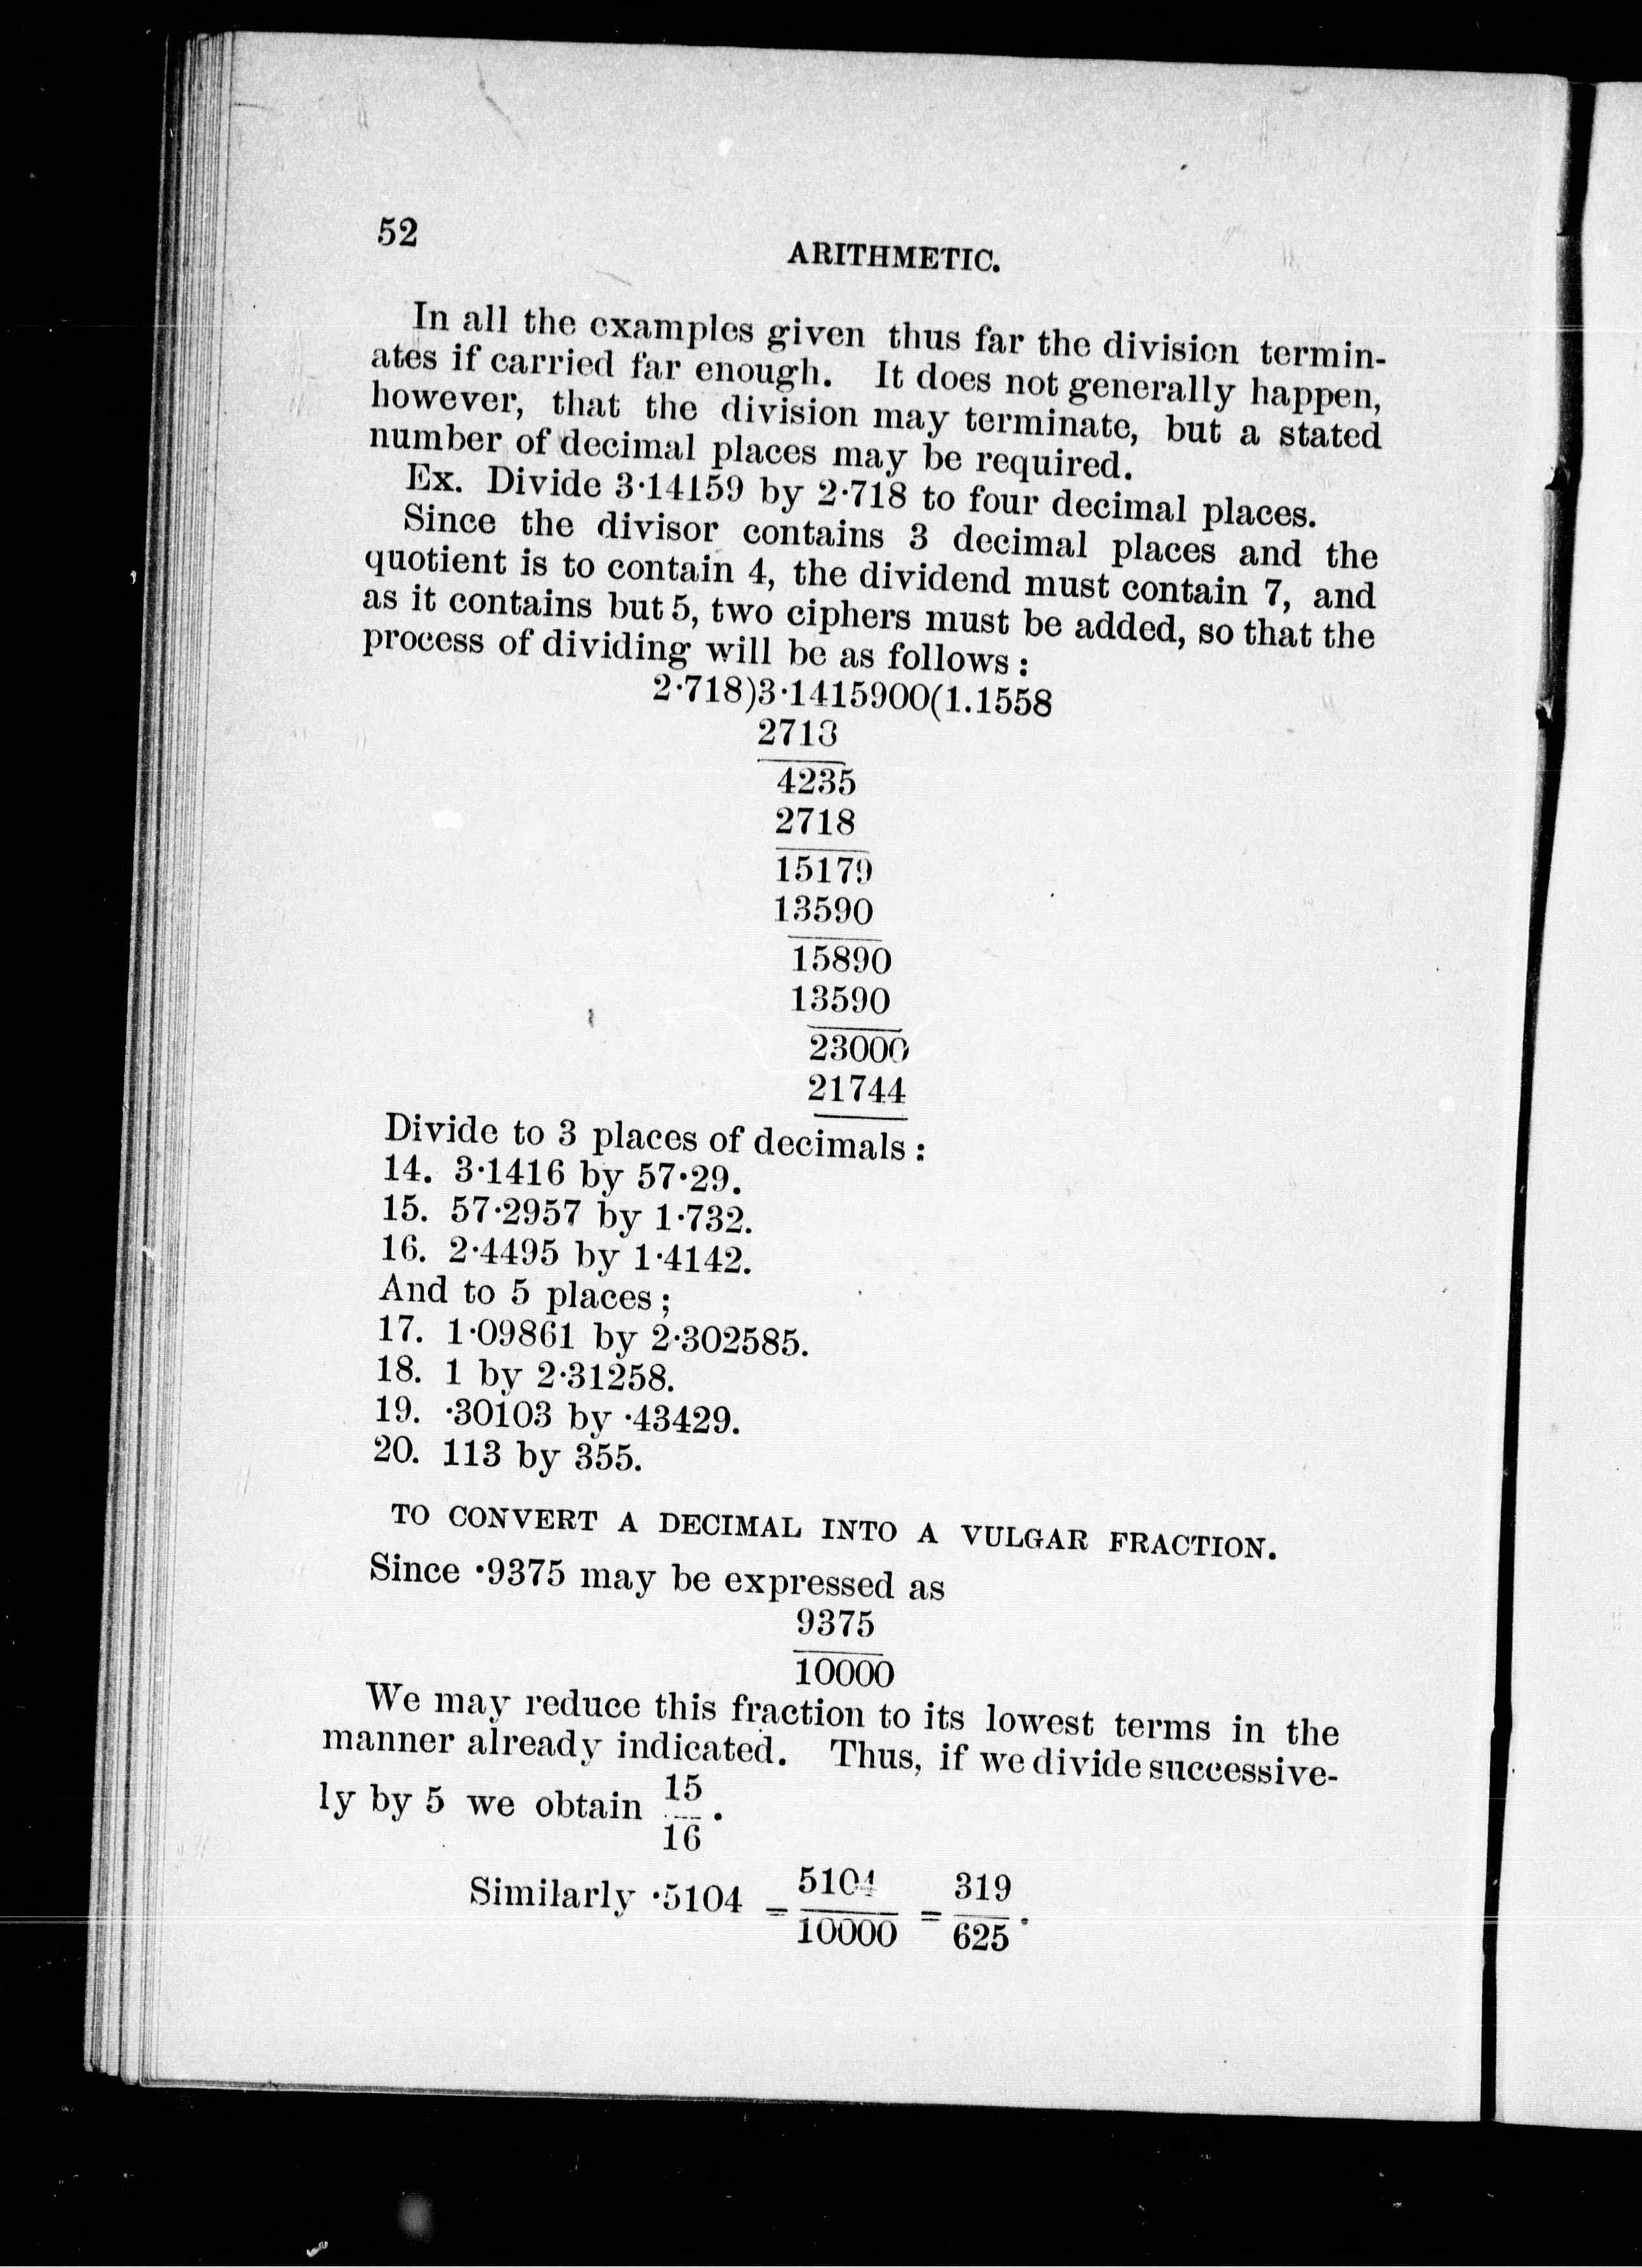 52
ARITHMETIC.
In all the examples given thus far the division termin-
ates if carried far enough. It does not generally happen,
however, that the division may terminate, but a stated
number of decimal places may be required.
Ex. Divide 3·14159 by 2·718 to four decimal places.
Since the divisor contains 3 decimal places and the
quotient is to contain 4, the dividend must contain 7, and
as it contains but 5, two ciphers must be added, so that the
process of dividing will be as follows:
2·718)3·1415900(1.1558
2718
4235
2718
15179
13590
15890
13590
23000
21744
Divide to 3 places of decimals:
14. 3·1416 by 57·29.
15. 57·2957 by 1·732.
16. 2·4495 by 1·4142.
And to 5 places;
17. 1·09861 by 2·302585.
18. 1 by 2·31258.
19. ·30103 by ·43429.
20. 113 by 355.
TO CONVERT A DECIMAL INTO A VULGAR FRACTION.
Since ·9375 may be expressed as
9375
10000
We may reduce this fraction to its lowest terms in the
manner already indicated. Thus, if we divide successive-
ly by 5 we obtain 15/16.
Similarly ·5104 = 5104/10000 = 319/625.